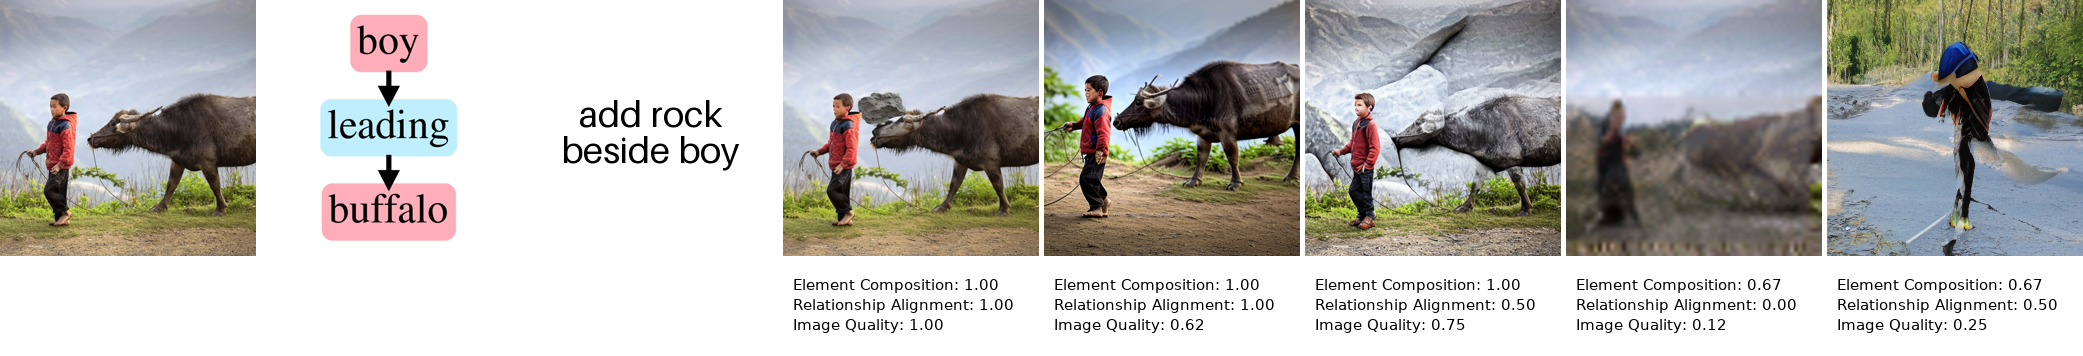 boy
leading
buffalo
add rock
beside boy
Element Composition: 1.00
Relationship Alignment: 1.00
Image Quality: 1.00
Element Composition: 1.00
Relationship Alignment: 1.00
Image Quality: 0.62
Element Composition: 1.00
Relationship Alignment: 0.50
Image Quality: 0.75
Element Composition: 0.67
Relationship Alignment: 0.00
Image Quality: 0.12
Element Composition: 0.67
Relationship Alignment: 0.50
Image Quality: 0.25